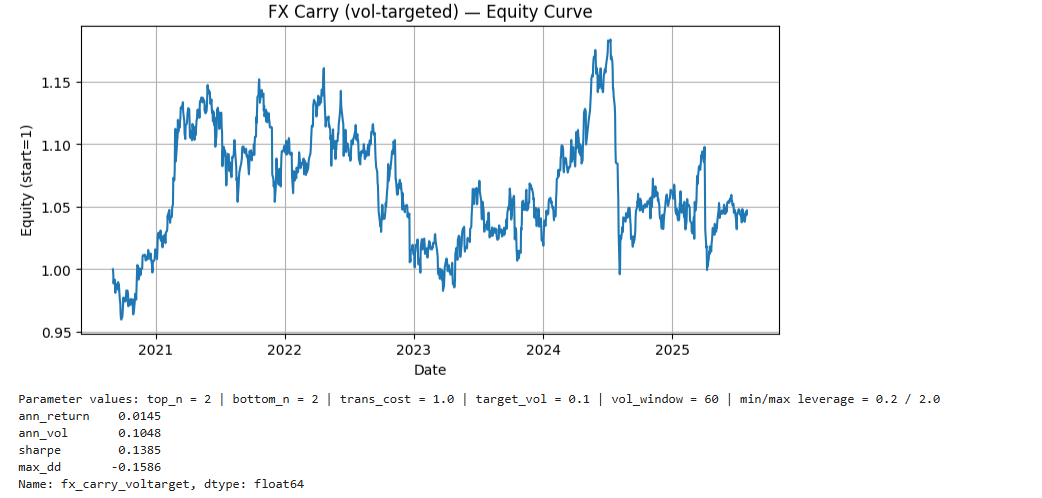 FX Carry (vol-targeted) — Equity Curve
1.15
1.10
1.05
1.00
0.95
Equity (start=1)
2021 2022 2023 2024 2025
Date
Parameter values: top_n = 2 | bottom_n = 2 | trans_cost = 1.0 | target_vol = 0.1 | vol_window = 60 | min/max leverage = 0.2 / 2.0
ann_return    0.0145
ann_vol       0.1048
sharpe        0.1385
max_dd       -0.1586
Name: fx_carry_voltarget, dtype: float64